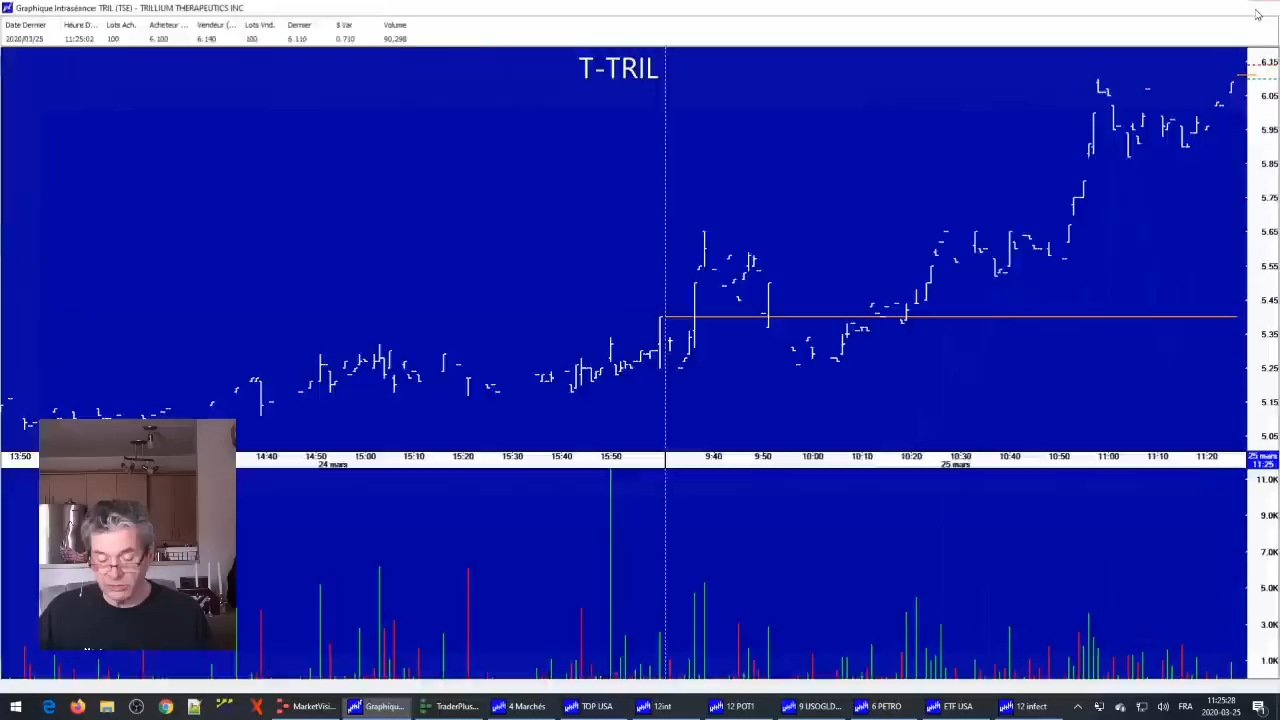 Graphique Intraséance: TRIL (TSE) - TRILLIUM THERAPEUTICS INC
Date Dernier Heure D... Lots Ach. Acheteur ... Vendeur (... Lots Vnd. Dernier $ Var Volume
2020/03/25 11:25:02 100 6.100 6.140 100 6.110 0.710 90,298
T-TRIL
6.15
6.05
5.95
5.85
5.75
5.65
5.55
5.45
5.35
5.25
5.15
5.05
13:50 14:40 14:50 15:00 15:10 15:20 15:30 15:40 15:50 9:40 9:50 10:00 10:10 10:20 10:30 10:40 10:50 11:00 11:10 11:20 25 mars
24 mars 25 mars 11:25
11.0K
9.0K
7.0K
5.0K
3.0K
1.0K
MarketVisi... Graphiqu... TraderPlus... 4 Marchés TOP USA 12int 12 POT1 9 USOGLD... 6 PETRO ETF USA 12 infect FRA 11:25:28
2020-03-25